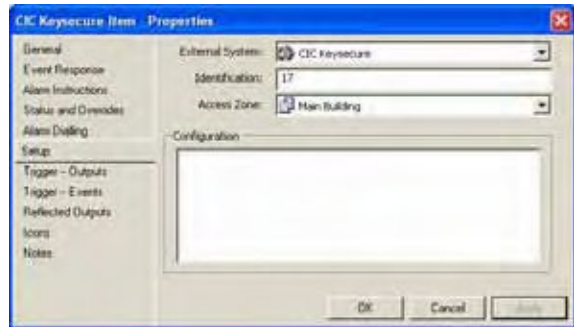 CIC Keysecure Item - Properties
General
Event Response
Alarm Instructions
Status and Overrides
Alarm Dialling
Setup
Trigger - Outputs
Trigger - Events
Reflected Outputs
Icons
Notes
External System: CIC Keysecure
Identification: 17
Access Zone: Main Building
Configuration
OK
Cancel
Apply